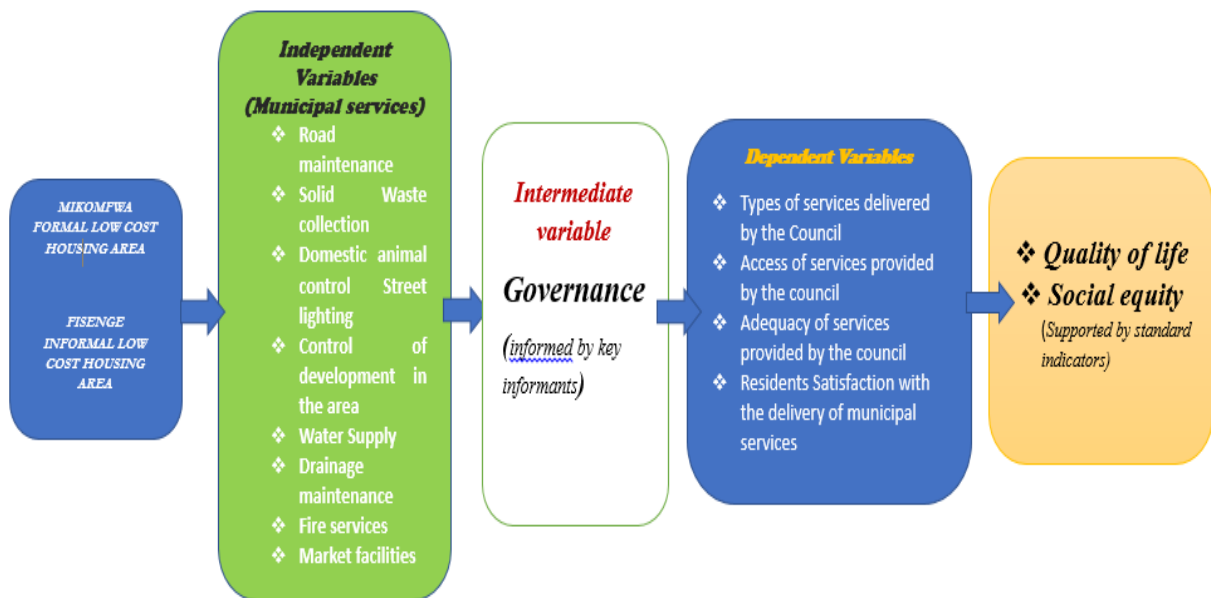 MIKOMFWA
FORMAL LOW COST
HOUSING AREA
FISENGE
INFORMAL LOW
COST HOUSING
AREA
Independent
Variables
(Municipal services)
❖ Road
maintenance
❖ Solid Waste
collection
❖ Domestic animal
control Street
lighting
❖ Control of
development in
the area
❖ Water Supply
❖ Drainage
maintenance
❖ Fire services
❖ Market facilities
Intermediate
variable
Governance
(informed by key
informants)
Dependent Variables
❖ Types of services delivered
by the Council
❖ Access of services provided
by the council
❖ Adequacy of services
provided by the council
❖ Residents Satisfaction with
the delivery of municipal
services
❖ Quality of life
❖ Social equity
(Supported by standard
indicators)